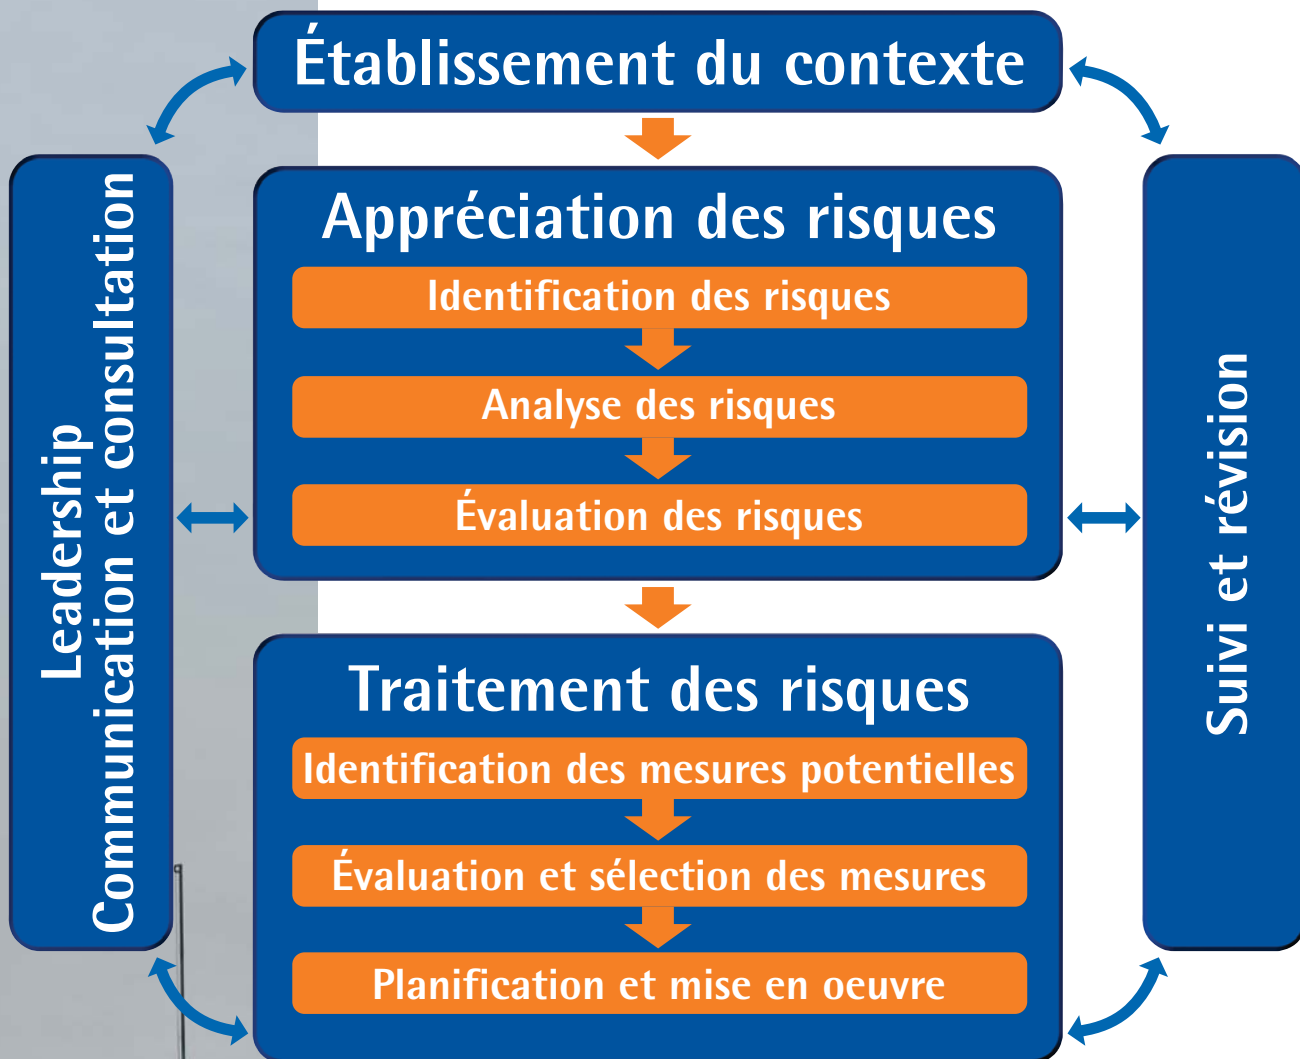 Établissement du contexte
Leadership
Communication et consultation
Appréciation des risques
Identification des risques
Analyse des risques
Évaluation des risques
Traitement des risques
Identification des mesures potentielles
Évaluation et sélection des mesures
Planification et mise en oeuvre
Suivi et révision